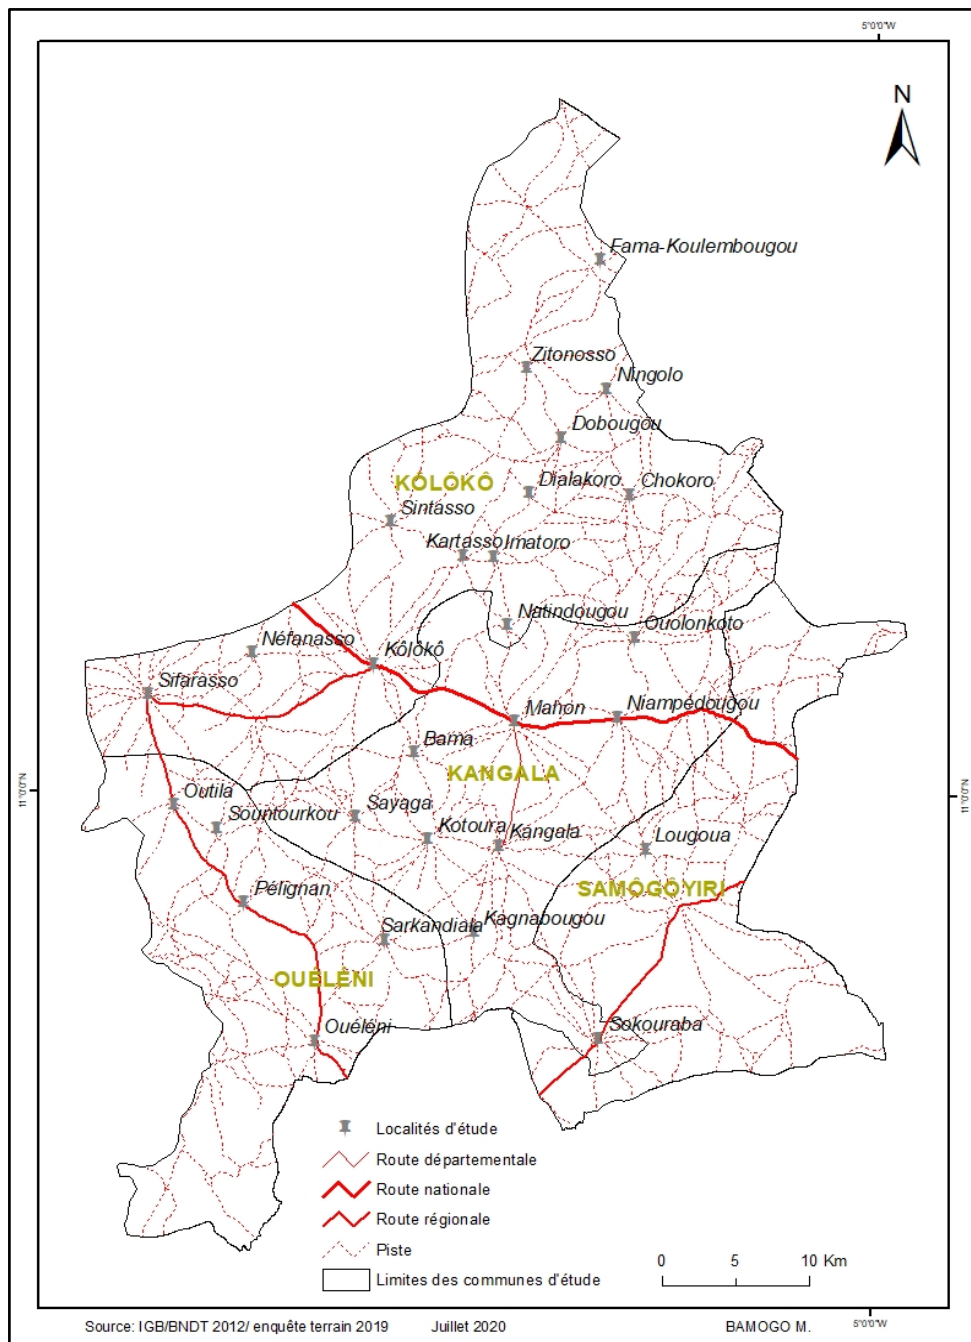 5°0'0"W
N
Fama-Koulembougou
Zitonosso
Ningolo
Dobougou
KÔLÔKÔ
Dialakoro
Chokoro
Sintasso
Kartasso
Imatoro
Natindougou
Ouolonkoto
Néfanasso
Kôlôkô
Sifarasso
Mahon
Niampédougou
Bama
KANGALA
11°0'0"N
11°0'0"N
Outila
Sountourkou
Sayaga
Kotoura
Kangala
Lougoua
SAMÔGÔYIRI
Pélignan
Sarkandiala
Kagnabougou
OUÉLÉNI
Ouéléni
Sokouraba
Localités d'étude
Route départementale
Route nationale
Route régionale
Piste
Limites des communes d'étude
0 5 10 Km
Source: IGB/BNDT 2012/ enquête terrain 2019 Juillet 2020 BAMOGO M.
5°0'0"W